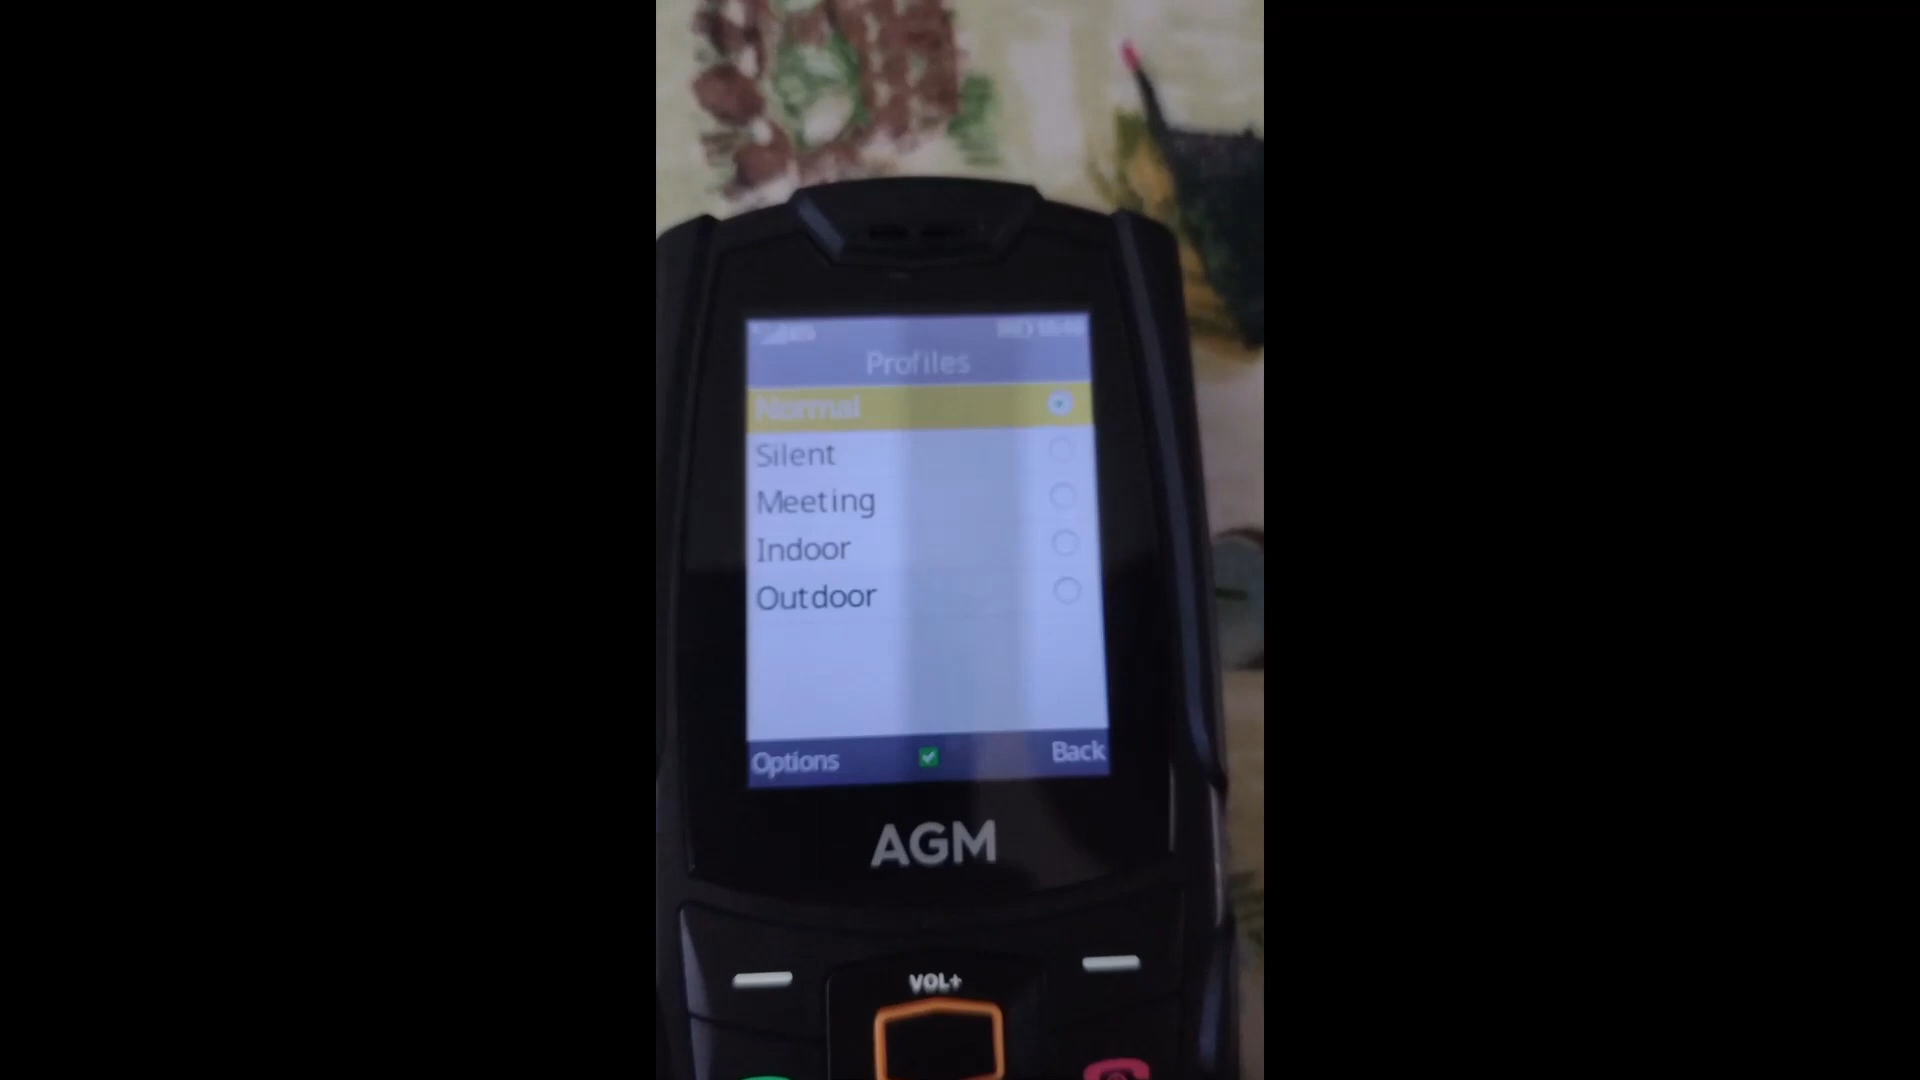 Profiles
Normal
Silent
Meeting
Indoor
Outdoor
Options
Back
AGM
VOL+